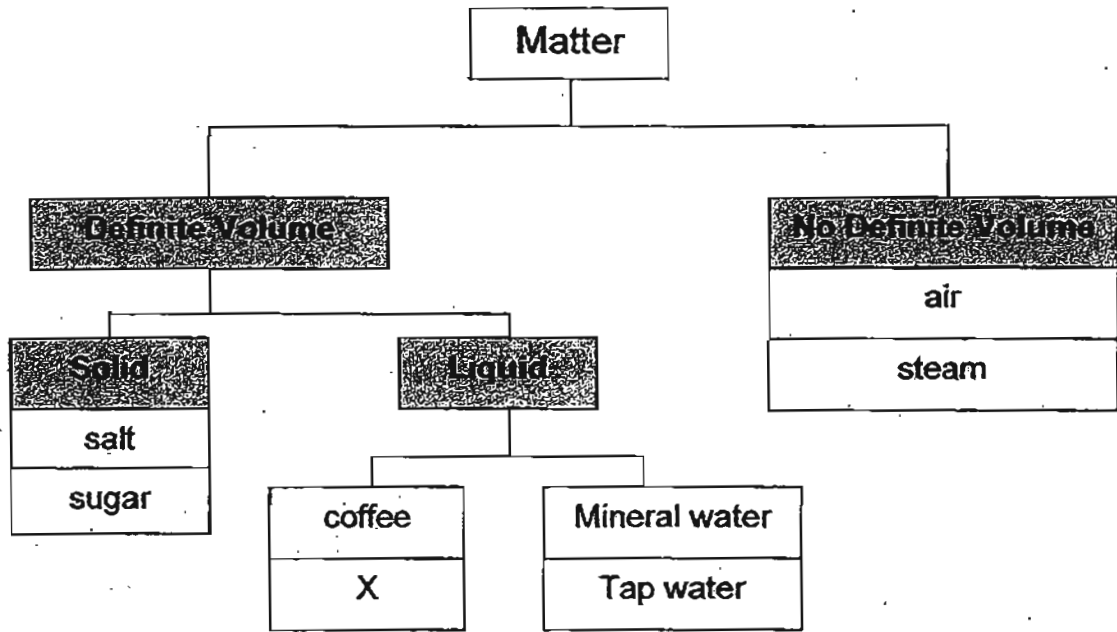 Matter
Definite Volume
No Definite Volume
air
steam
Solid
Liquid
salt
sugar
coffee
X
Mineral water
Tap water